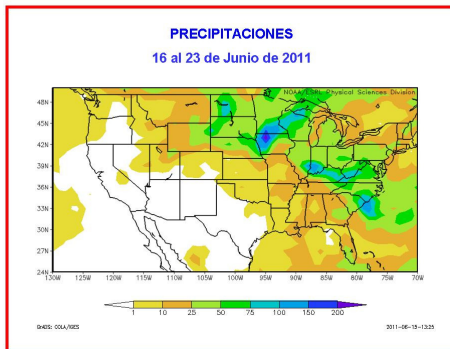 PRECIPITACIONES
16 al 23 de Junio de 2011
NOAA/ESRL Physical Sciences Division
48N
45N
42N
39N
36N
33N
30N
27N
24N
130W 125W 120W 115W 110W 105W 100W 95W 90W 85W 80W 75W 70W
1 10 25 50 75 100 150 200
GrADS: COLA/IGES 2011-06-15-13:25